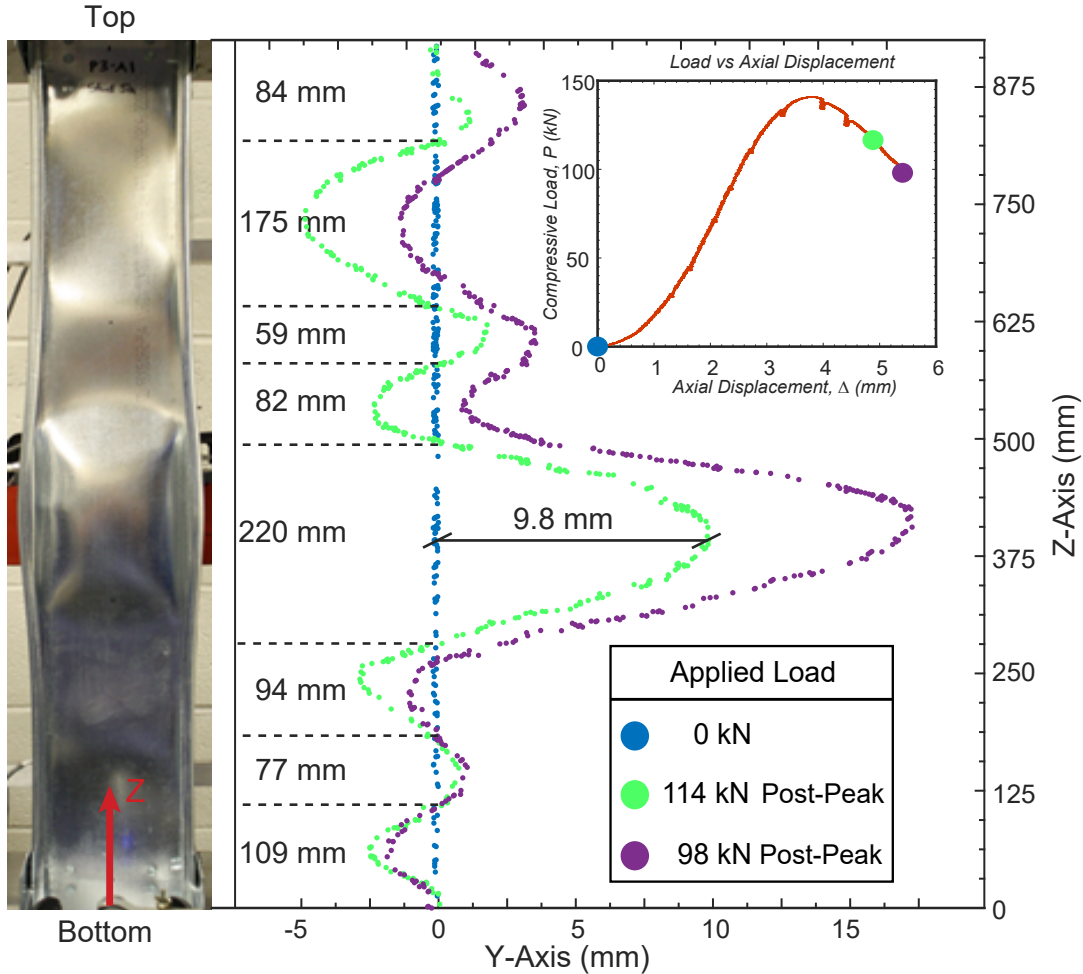 Top
P3-A1
84 mm
175 mm
59 mm
82 mm
220 mm
94 mm
77 mm
109 mm
9.8 mm
Load vs Axial Displacement
Compressive Load, P (kN)
150
100
50
0
0 1 2 3 4 5 6
Axial Displacement, Δ (mm)
875
750
625
500
375
250
125
0
Z-Axis (mm)
Applied Load
0 kN
114 kN Post-Peak
98 kN Post-Peak
Z
Bottom
-5 0 5 10 15
Y-Axis (mm)